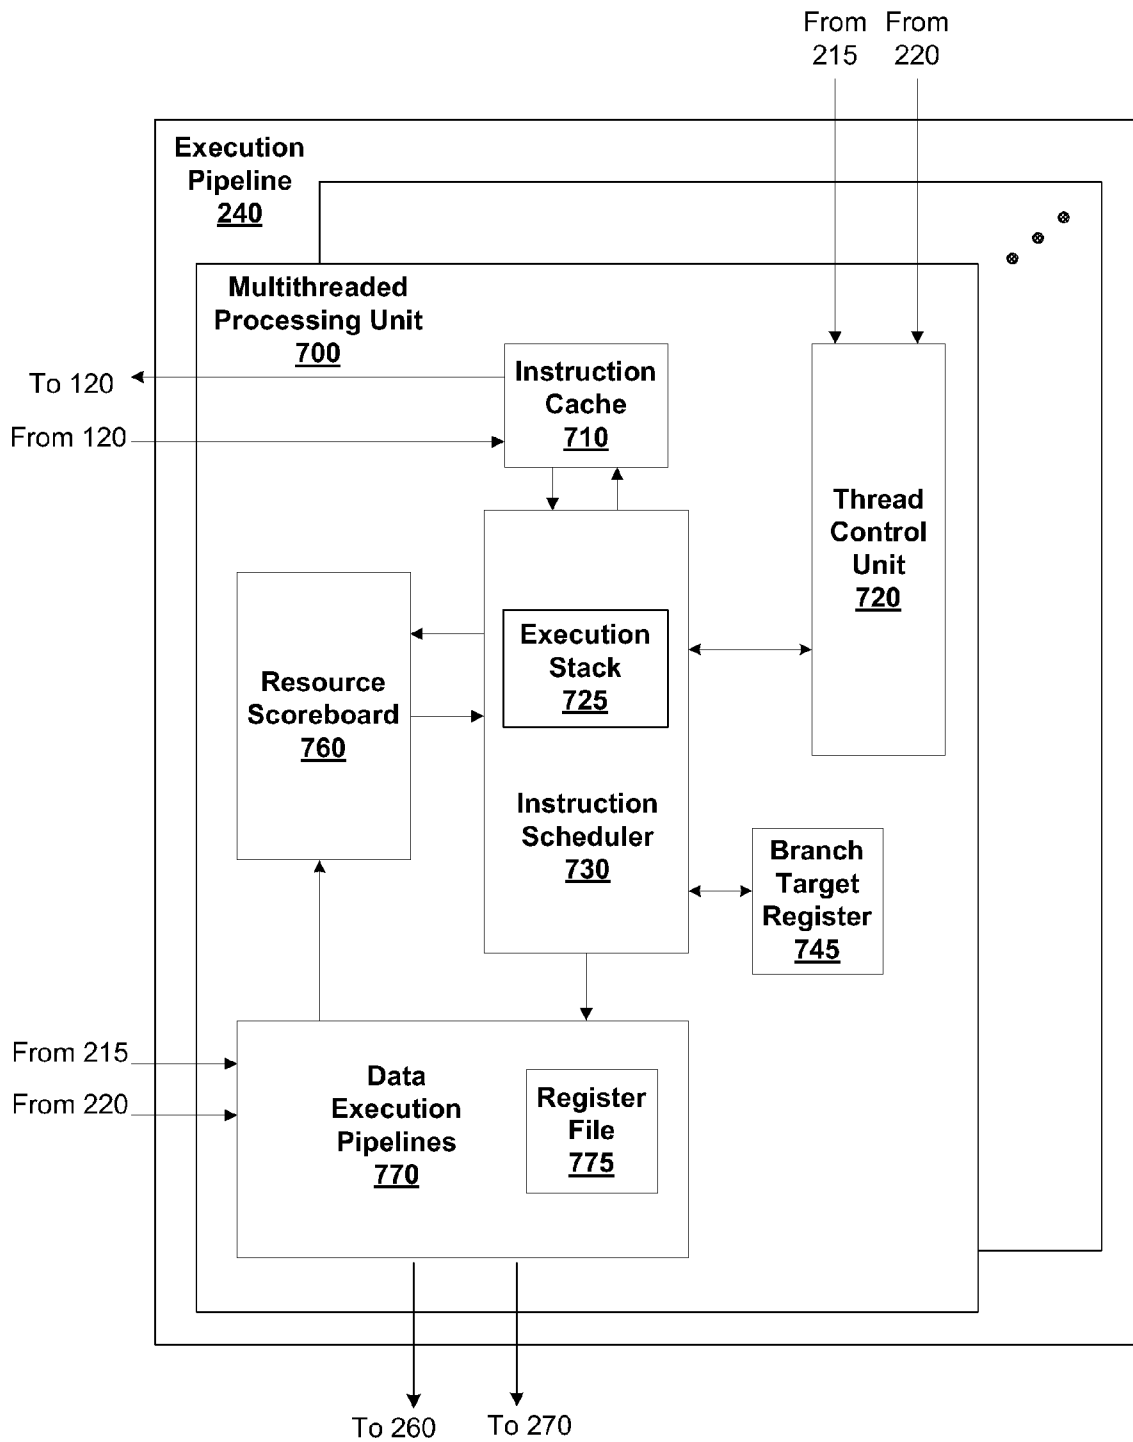 From From
215 220
Execution
Pipeline
240
Multithreaded
Processing Unit
700
To 120
From 120
Instruction
Cache
710
Thread
Control
Unit
720
Execution
Stack
725
Resource
Scoreboard
760
Instruction
Scheduler
730
Branch
Target
Register
745
From 215
From 220
Data
Execution
Pipelines
770
Register
File
775
To 260 To 270